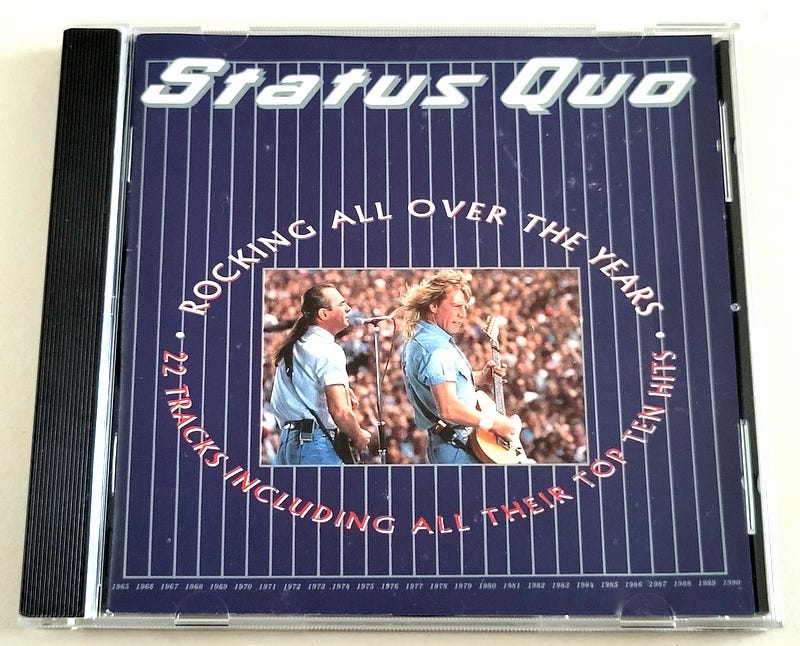 Status Quo
ROCKING ALL OVER THE YEARS
• 22 TRACKS INCLUDING ALL THEIR TOP TEN HITS •
1965 1966 1967 1968 1969 1970 1971 1972 1973 1974 1975 1976 1977 1978 1979 1980 1981 1982 1983 1984 1985 1986 1987 1988 1989 1990